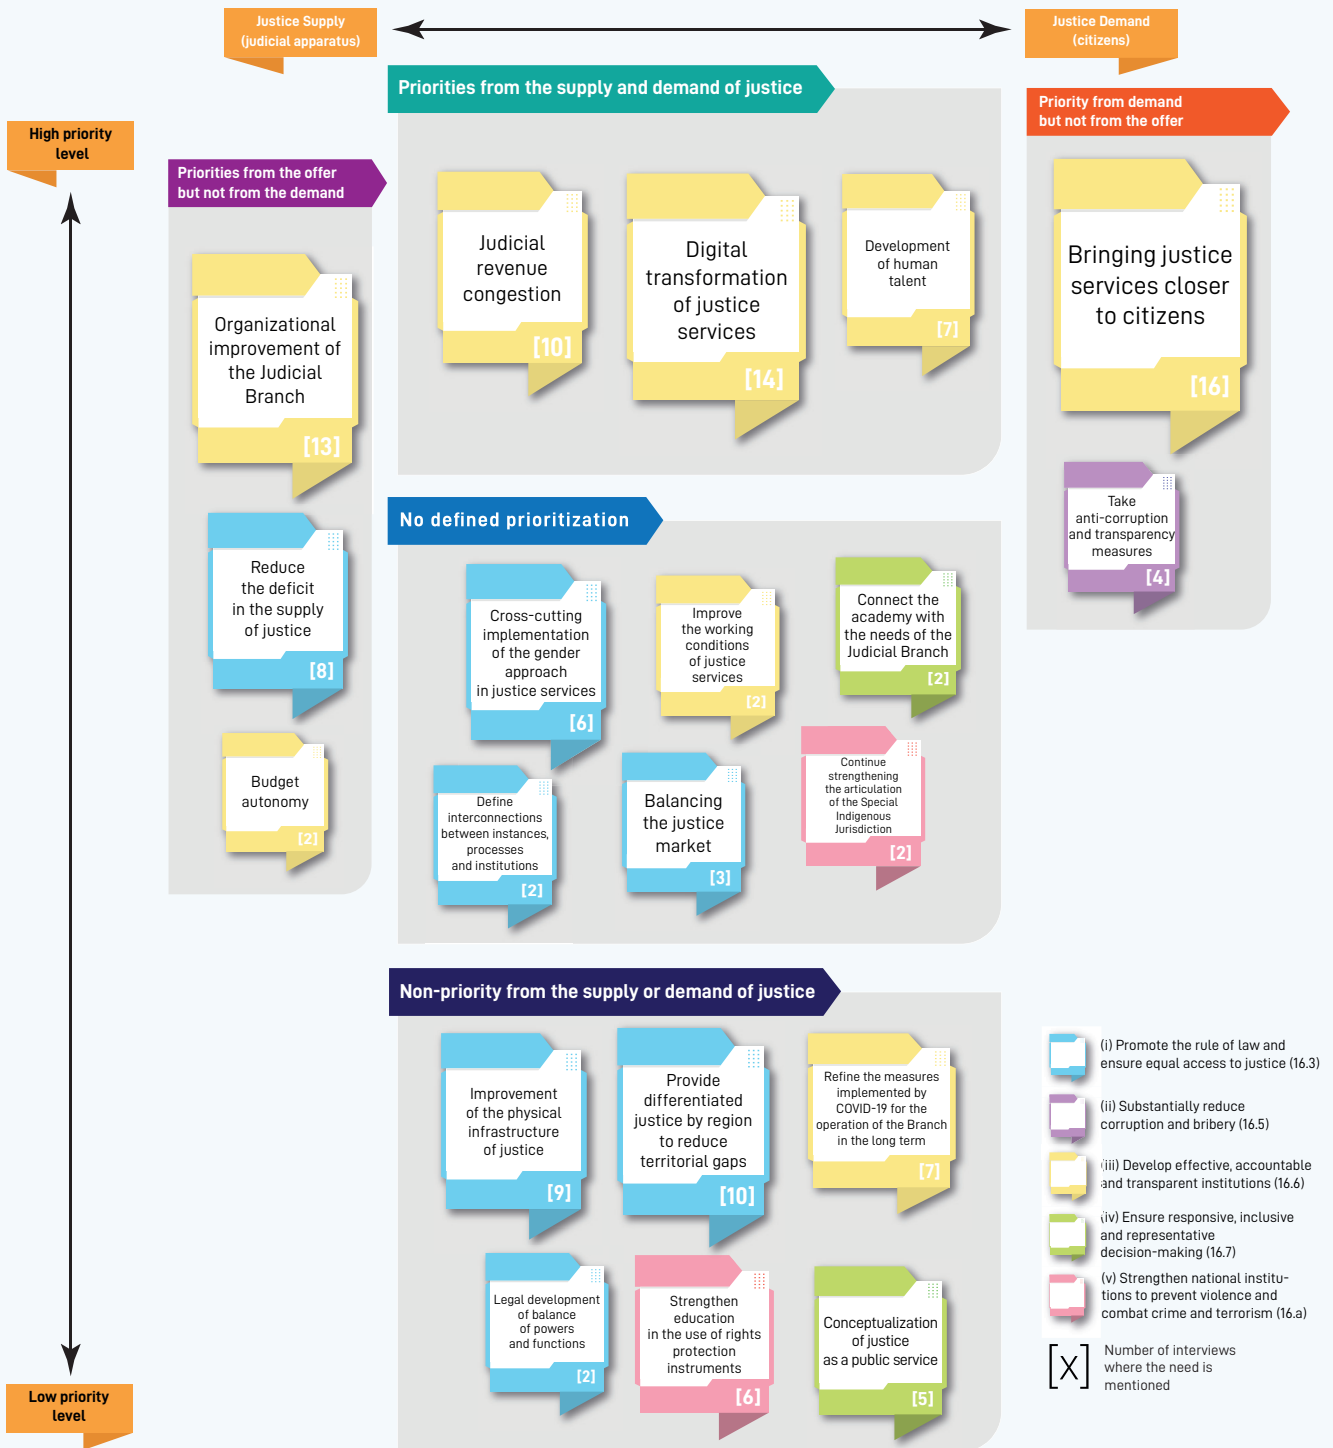 Justice Supply
(judicial apparatus)
Justice Demand
(citizens)
High priority
level
Priorities from the offer
but not from the demand
Organizational
improvement of
the Judicial
Branch
[13]
Reduce
the deficit
in the supply
of justice
[8]
Budget
autonomy
[2]
Priorities from the supply and demand of justice
Judicial
revenue
congestion
[10]
Digital
transformation
of justice
services
[14]
Development
of human
talent
[7]
Priority from demand
but not from the offer
Bringing justice
services closer
to citizens
[16]
Take
anti-corruption
and transparency
measures
[4]
No defined prioritization
Cross-cutting
implementation
of the gender
approach
in justice services
[6]
Improve
the working
conditions
of justice
services
[2]
Connect the
academy with
the needs of the
Judicial Branch
[2]
Define
interconnections
between instances,
processes
and institutions
[2]
Balancing
the justice
market
[3]
Continue
strengthening
the articulation
of the Special
Indigenous
Jurisdiction
[2]
Non-priority from the supply or demand of justice
Improvement
of the physical
infrastructure
of justice
[9]
Provide
differentiated
justice by region
to reduce
territorial gaps
[10]
Refine the measures
implemented by
COVID-19 for the
operation of the Branch
in the long term
[7]
Legal development
of balance
of powers
and functions
[2]
Strengthen
education
in the use of rights
protection
instruments
[6]
Conceptualization
of justice
as a public service
[5]
Low priority
level
(i) Promote the rule of law and
ensure equal access to justice (16.3)
(ii) Substantially reduce
corruption and bribery (16.5)
(iii) Develop effective, accountable
and transparent institutions (16.6)
(iv) Ensure responsive, inclusive
and representative
decision-making (16.7)
(v) Strengthen national institu-
tions to prevent violence and
combat crime and terrorism (16.a)
[X]
Number of interviews
where the need is
mentioned